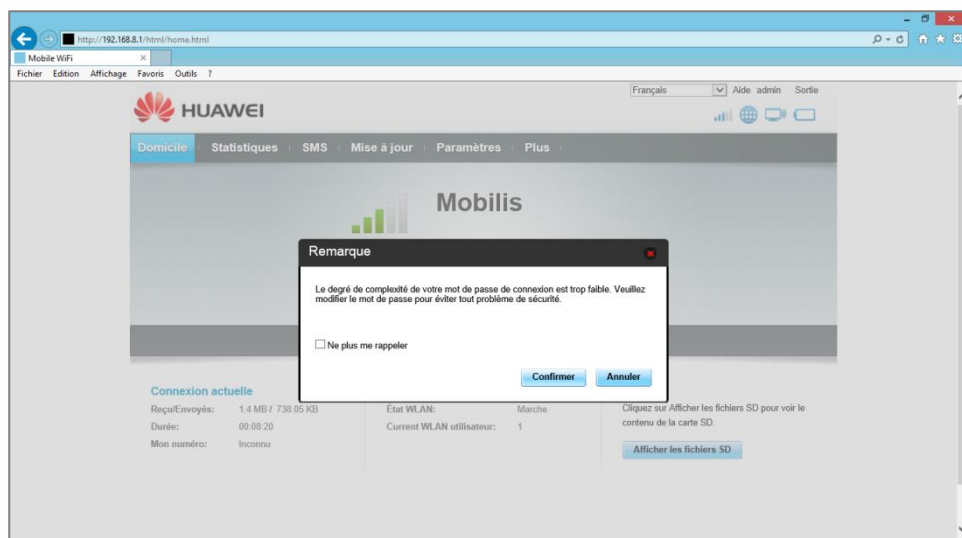 http://192.168.8.1/html/home.html
Mobile WiFi
Fichier Edition Affichage Favoris Outils ?
Français Aide admin Sortie
HUAWEI
Domicile Statistiques SMS Mise à jour Paramètres Plus
Mobilis
Remarque
Le degré de complexité de votre mot de passe de connexion est trop faible. Veuillez
modifier le mot de passe pour éviter tout problème de sécurité.
Ne plus me rappeler
Confirmer Annuler
Connexion actuelle
Reçu/Envoyés: 1.4 MB / 738.05 KB État WLAN: Marche Cliquez sur Afficher les fichiers SD pour voir le
Durée: 00:08:20 Current WLAN utilisateur: 1 contenu de la carte SD.
Mon numéro: Inconnu
Afficher les fichiers SD